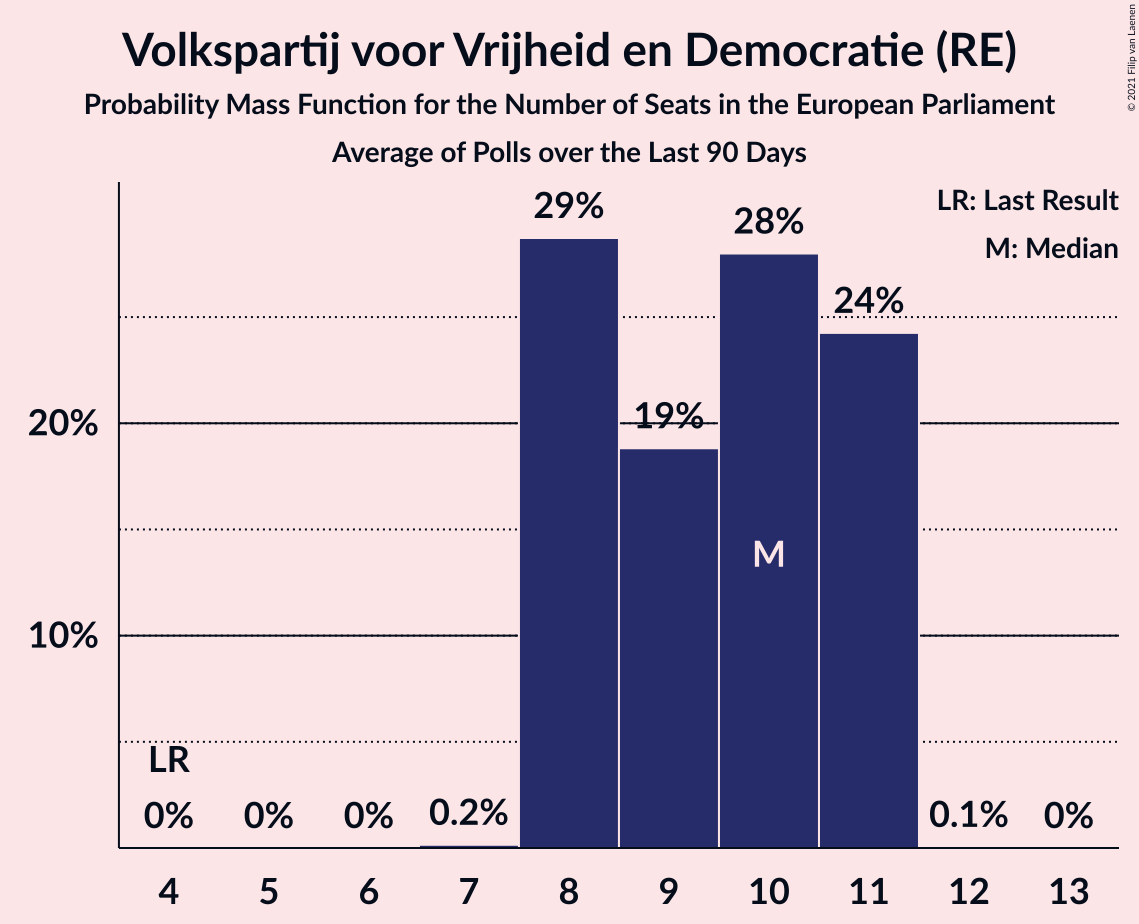 Volkspartij voor Vrijheid en Democratie (RE)
Probability Mass Function for the Number of Seats in the European Parliament
Average of Polls over the Last 90 Days
© 2021 Filip van Laenen
LR: Last Result
M: Median
29%
28%
24%
20%
19%
M
10%
LR
0%
0%
0%
0.2%
0.1%
0%
4
5
6
7
8
9
10
11
12
13